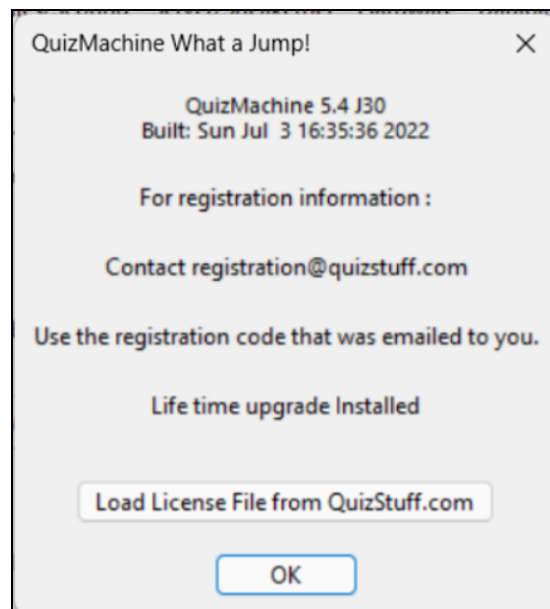 QuizMachine What a Jump!
QuizMachine 5.4 J30
Built: Sun Jul  3 16:35:36 2022
For registration information :
Contact registration@quizstuff.com
Use the registration code that was emailed to you.
Life time upgrade Installed
Load License File from QuizStuff.com
OK